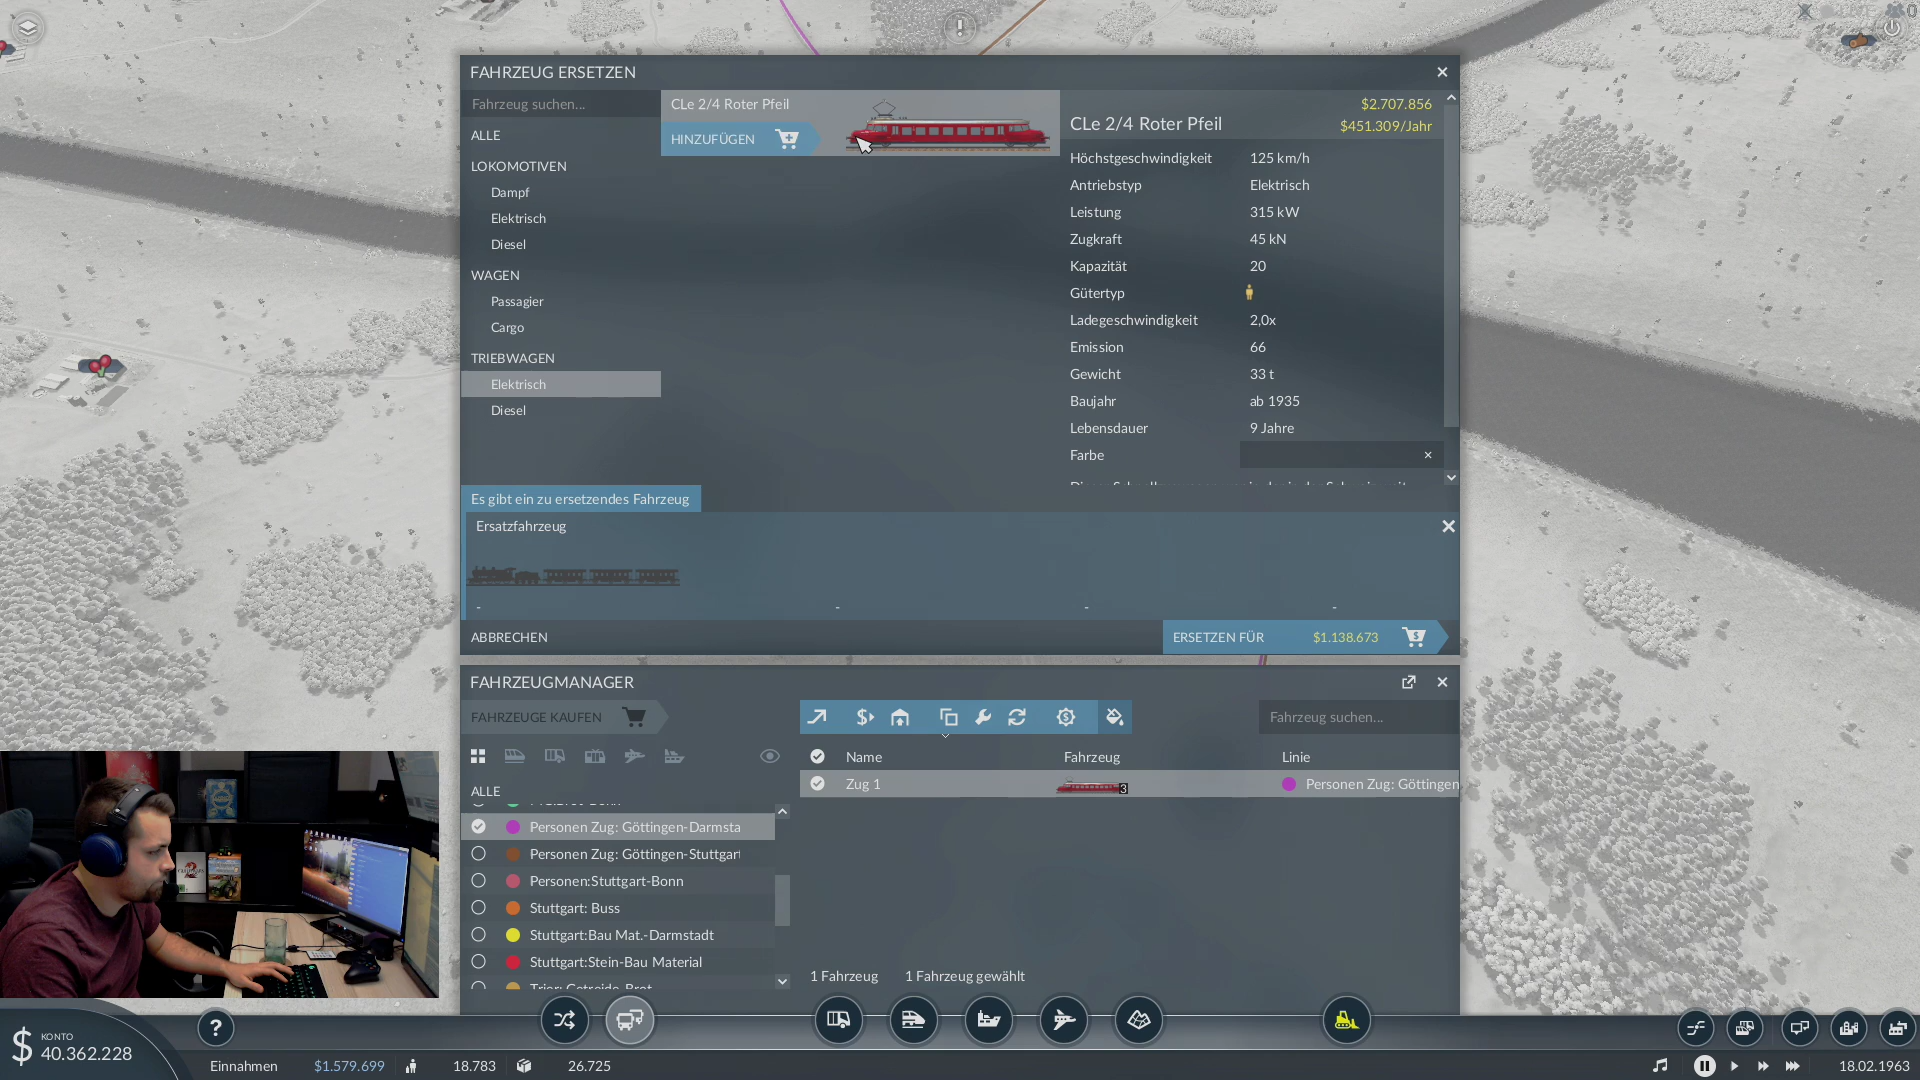 FAHRZEUG ERSETZEN
Fahrzeug suchen...
ALLE
LOKOMOTIVEN
Dampf
Elektrisch
Diesel
WAGEN
Passagier
Cargo
TRIEBWAGEN
Elektrisch
Diesel
CLe 2/4 Roter Pfeil
HINZUFÜGEN
$2.707.856
CLe 2/4 Roter Pfeil
$451.309/Jahr
Höchstgeschwindigkeit 125 km/h
Antriebstyp Elektrisch
Leistung 315 kW
Zugkraft 45 kN
Kapazität 20
Gütertyp
Ladegeschwindigkeit 2,0x
Emission 66
Gewicht 33 t
Baujahr ab 1935
Lebensdauer 9 Jahre
Farbe
Es gibt ein zu ersetzendes Fahrzeug
Ersatzfahrzeug
- - - -
ABBRECHEN
ERSETZEN FÜR $1.138.673
FAHRZEUGMANAGER
FAHRZEUGE KAUFEN
Fahrzeug suchen...
ALLE
Personen Zug: Göttingen-Darmsta
Personen Zug: Göttingen-Stuttgart
Personen:Stuttgart-Bonn
Stuttgart: Buss
Stuttgart:Bau Mat.-Darmstadt
Stuttgart:Stein-Bau Material
Trier: Getreide-Brot
Name Fahrzeug Linie
Zug 1 3 Personen Zug: Göttingen
1 Fahrzeug 1 Fahrzeug gewählt
?
$ KONTO
40.362.228
Einnahmen $1.579.699 18.783 26.725
18.02.1963